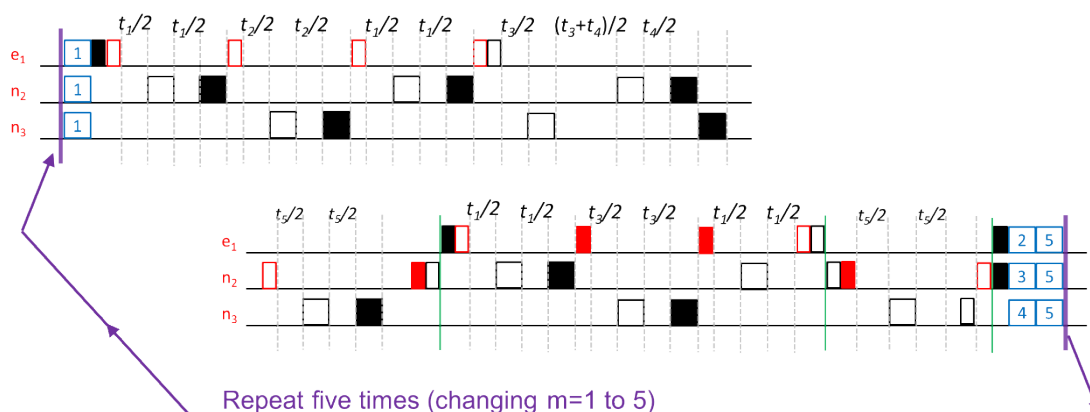 t1/2 t1/2 t2/2 t2/2 t1/2 t1/2 t3/2 (t3+t4)/2 t4/2
e1 1
n2 1
n3 1
t5/2 t5/2 t1/2 t1/2 t3/2 t3/2 t1/2 t1/2 t5/2 t5/2
e1 2 5
n2 3 5
n3 4 5
Repeat five times (changing m=1 to 5)